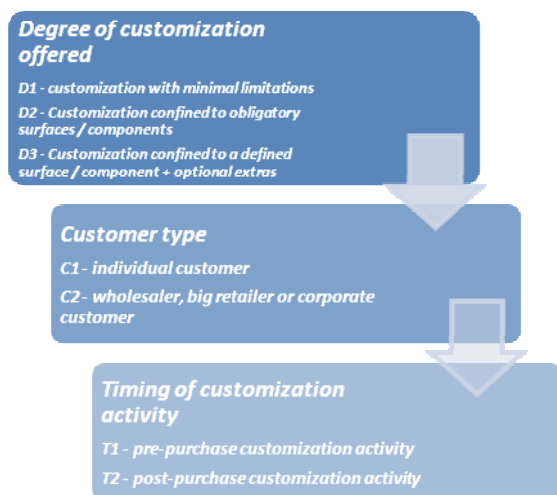 Degree of customization
offered
D1 - customization with minimal limitations
D2 - Customization confined to obligatory
surfaces / components
D3 - Customization confined to a defined
surface / component + optional extras
Customer type
C1 - individual customer
C2 - wholesaler, big retailer or corporate
customer
Timing of customization
activity
T1 - pre-purchase customization activity
T2 - post-purchase customization activity